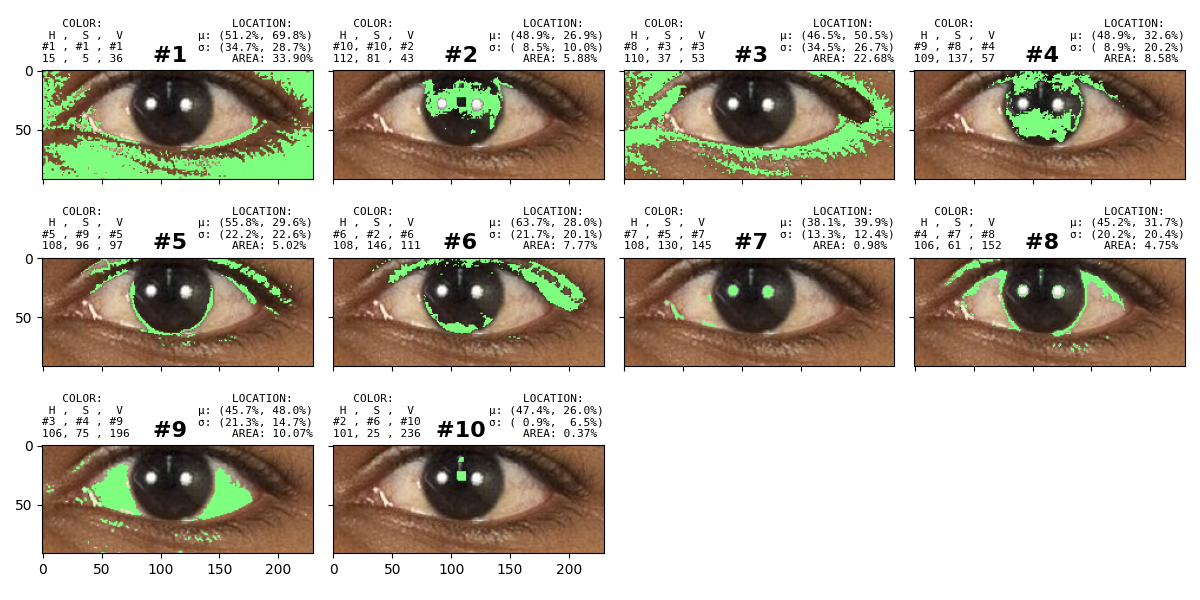 COLOR: LOCATION:
H , S , V μ: (51.2%, 69.8%)
#1 , #1 , #1 #1 σ: (34.7%, 28.7%)
15 , 5 , 36 AREA: 33.90%
COLOR: LOCATION:
H , S , V μ: (48.9%, 26.9%)
#10, #10, #2 #2 σ: ( 8.5%, 10.0%)
112, 81 , 43 AREA: 5.88%
COLOR: LOCATION:
H , S , V μ: (46.5%, 50.5%)
#8 , #3 , #3 #3 σ: (34.5%, 26.7%)
110, 37 , 53 AREA: 22.68%
COLOR: LOCATION:
H , S , V μ: (48.9%, 32.6%)
#9 , #8 , #4 #4 σ: ( 8.9%, 20.2%)
109, 137, 57 AREA: 8.58%
0
50
COLOR: LOCATION:
H , S , V μ: (55.8%, 29.6%)
#5 , #9 , #5 #5 σ: (22.2%, 22.6%)
108, 96 , 97 AREA: 5.02%
COLOR: LOCATION:
H , S , V μ: (63.7%, 28.0%)
#6 , #2 , #6 #6 σ: (21.7%, 20.1%)
108, 146, 111 AREA: 7.77%
COLOR: LOCATION:
H , S , V μ: (38.1%, 39.9%)
#7 , #5 , #7 #7 σ: (13.3%, 12.4%)
108, 130, 145 AREA: 0.98%
COLOR: LOCATION:
H , S , V μ: (45.2%, 31.7%)
#4 , #7 , #8 #8 σ: (20.2%, 20.4%)
106, 61 , 152 AREA: 4.75%
0
50
COLOR: LOCATION:
H , S , V μ: (45.7%, 48.0%)
#3 , #4 , #9 #9 σ: (21.3%, 14.7%)
106, 75 , 196 AREA: 10.07%
COLOR: LOCATION:
H , S , V μ: (47.4%, 26.0%)
#2 , #6 , #10 #10 σ: ( 0.9%, 6.5%)
101, 25 , 236 AREA: 0.37%
0
50
0 50 100 150 200
0 50 100 150 200